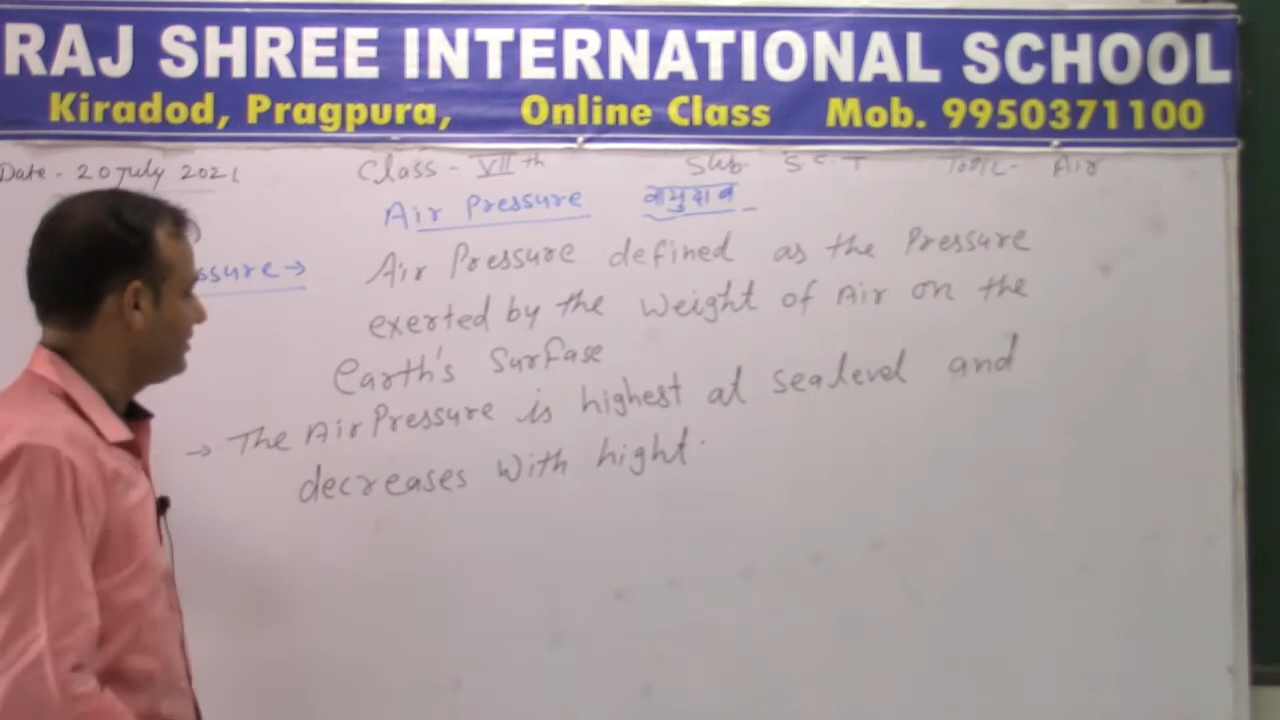 RAJ SHREE INTERNATIONAL SCHOOL
Kiradod, Pragpura, Online Class Mob. 9950371100
Date - 20 July 2021 Class - VII th Sub S.S.T Topic - Air
Air Pressure वायुदाब
ssure → Air Pressure defined as the Pressure
exerted by the Weight of Air on the
Earth's Surfase
→ The Air Pressure is highest at sealevel and
decreases with hight.